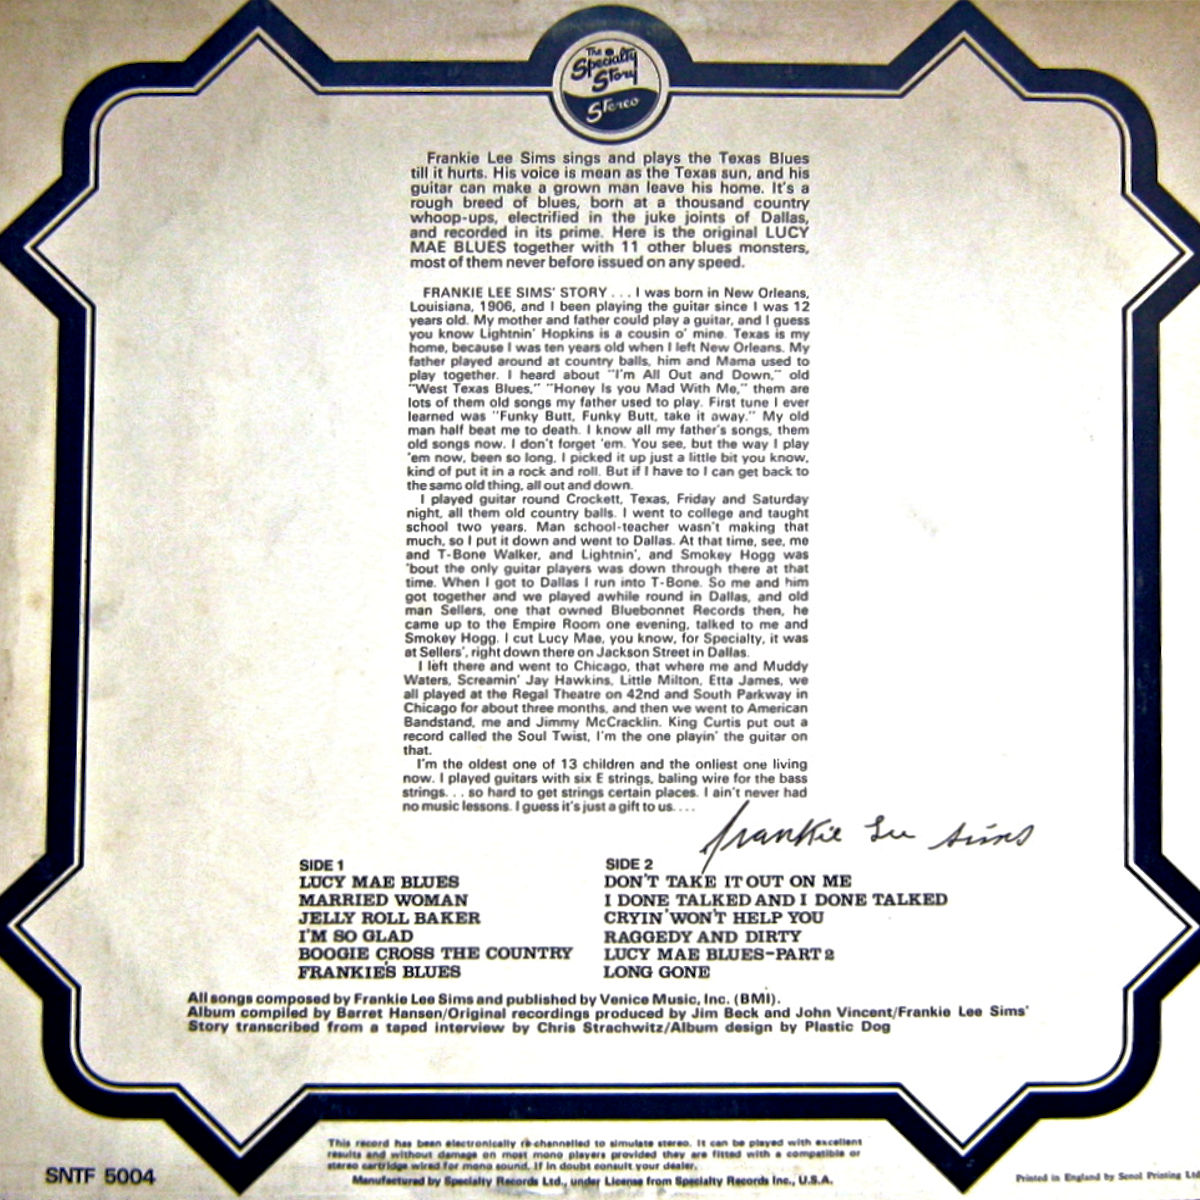 The
Specialty
Story
Stereo
Frankie Lee Sims sings and plays the Texas Blues
till it hurts. His voice is mean as the Texas sun, and his
guitar can make a grown man leave his home. It's a
rough breed of blues, born at a thousand country
whoop-ups, electrified in the juke joints of Dallas,
and recorded in its prime. Here is the original LUCY
MAE BLUES together with 11 other blues monsters,
most of them never before issued on any speed.
FRANKIE LEE SIMS' STORY . . . I was born in New Orleans,
Louisiana, 1906, and I been playing the guitar since I was 12
years old. My mother and father could play a guitar, and I guess
you know Lightnin' Hopkins is a cousin o' mine. Texas is my
home, because I was ten years old when I left New Orleans. My
father played around at country balls, him and Mama used to
play together. I heard about "I'm All Out and Down," old
"West Texas Blues," "Honey Is you Mad With Me," them are
lots of them old songs my father used to play. First tune I ever
learned was "Funky Butt, Funky Butt, take it away." My old
man half beat me to death. I know all my father's songs, them
old songs now. I don't forget 'em. You see, but the way I play
'em now, been so long, I picked it up just a little bit you know,
kind of put it in a rock and roll. But if I have to I can get back to
the same old thing, all out and down.
I played guitar round Crockett, Texas, Friday and Saturday
night, all them old country balls. I went to college and taught
school two years. Man school-teacher wasn't making that
much, so I put it down and went to Dallas. At that time, see, me
and T-Bone Walker, and Lightnin', and Smokey Hogg was
'bout the only guitar players was down through there at that
time. When I got to Dallas I run into T-Bone. So me and him
got together and we played awhile round in Dallas, and old
man Sellers, one that owned Bluebonnet Records then, he
came up to the Empire Room one evening, talked to me and
Smokey Hogg. I cut Lucy Mae, you know, for Specialty, it was
at Sellers', right down there on Jackson Street in Dallas.
I left there and went to Chicago, that where me and Muddy
Waters, Screamin' Jay Hawkins, Little Milton, Etta James, we
all played at the Regal Theatre on 42nd and South Parkway in
Chicago for about three months, and then we went to American
Bandstand, me and Jimmy McCracklin. King Curtis put out a
record called the Soul Twist, I'm the one playin' the guitar on
that.
I'm the oldest one of 13 children and the onliest one living
now. I played guitars with six E strings, baling wire for the bass
strings. . . so hard to get strings certain places. I ain't never had
no music lessons. I guess it's just a gift to us. . . .
Frankie Lee Sims
SIDE 1
LUCY MAE BLUES
MARRIED WOMAN
JELLY ROLL BAKER
I'M SO GLAD
BOOGIE CROSS THE COUNTRY
FRANKIE'S BLUES
SIDE 2
DON'T TAKE IT OUT ON ME
I DONE TALKED AND I DONE TALKED
CRYIN' WON'T HELP YOU
RAGGEDY AND DIRTY
LUCY MAE BLUES-PART 2
LONG GONE
All songs composed by Frankie Lee Sims and published by Venice Music, Inc. (BMI).
Album compiled by Barret Hansen/Original recordings produced by Jim Beck and John Vincent/Frankie Lee Sims'
Story transcribed from a taped interview by Chris Strachwitz/Album design by Plastic Dog
This record has been electronically re-channelled to simulate stereo. It can be played with excellent
results and without damage on most mono players provided they are fitted with a compatible or
stereo cartridge wired for mono sound. If in doubt consult your dealer.
Manufactured by Specialty Records Ltd., under License from Specialty Records Inc., U.S.A.
SNTF 5004
Printed in England by Senol Printing Ltd